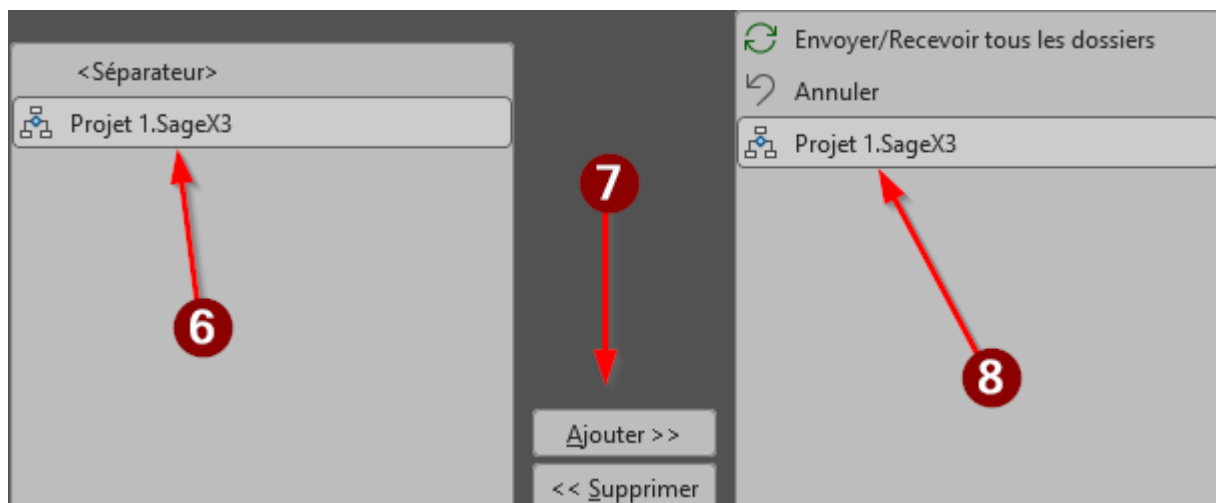 <Séparateur>
Projet 1.SageX3
6
7
Ajouter >>
<< Supprimer
Envoyer/Recevoir tous les dossiers
Annuler
Projet 1.SageX3
8